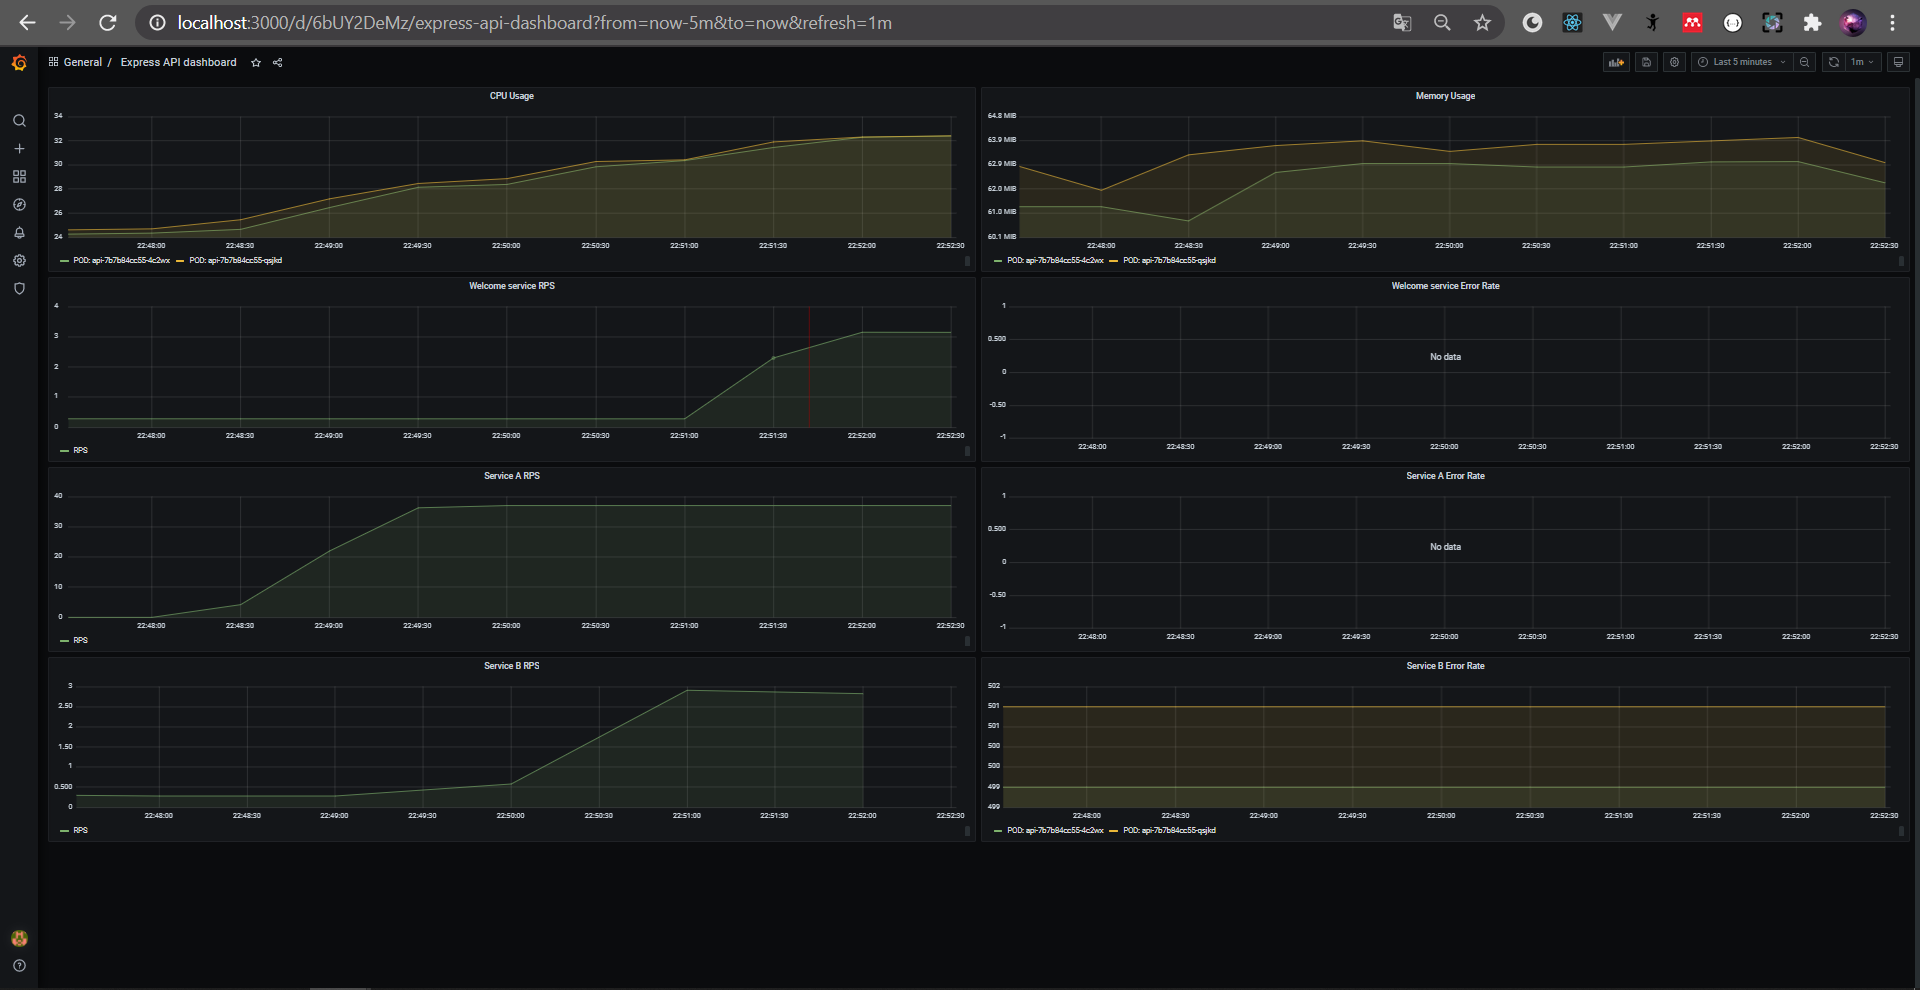 localhost:3000/d/6bUY2DeMz/express-api-dashboard?from=now-5m&to=now&refresh=1m
General / Express API dashboard
Last 5 minutes
1m
CPU Usage
34
32
30
28
26
24
22:48:00 22:48:30 22:49:00 22:49:30 22:50:00 22:50:30 22:51:00 22:51:30 22:52:00 22:52:30
POD: api-7b7b84cc55-4c2wx POD: api-7b7b84cc55-qsjkd
Memory Usage
64.8 MiB
63.9 MiB
62.9 MiB
62.0 MiB
61.0 MiB
60.1 MiB
22:48:00 22:48:30 22:49:00 22:49:30 22:50:00 22:50:30 22:51:00 22:51:30 22:52:00 22:52:30
POD: api-7b7b84cc55-4c2wx POD: api-7b7b84cc55-qsjkd
Welcome service RPS
4
3
2
1
0
22:48:00 22:48:30 22:49:00 22:49:30 22:50:00 22:50:30 22:51:00 22:51:30 22:52:00 22:52:30
RPS
Welcome service Error Rate
1
0.500
0
-0.50
-1
No data
22:48:00 22:48:30 22:49:00 22:49:30 22:50:00 22:50:30 22:51:00 22:51:30 22:52:00 22:52:30
Service A RPS
40
30
20
10
0
22:48:00 22:48:30 22:49:00 22:49:30 22:50:00 22:50:30 22:51:00 22:51:30 22:52:00 22:52:30
RPS
Service A Error Rate
1
0.500
0
-0.50
-1
No data
22:48:00 22:48:30 22:49:00 22:49:30 22:50:00 22:50:30 22:51:00 22:51:30 22:52:00 22:52:30
Service B RPS
3
2.50
2
1.50
1
0.500
0
22:48:00 22:48:30 22:49:00 22:49:30 22:50:00 22:50:30 22:51:00 22:51:30 22:52:00 22:52:30
RPS
Service B Error Rate
502
501
501
500
500
499
499
22:48:00 22:48:30 22:49:00 22:49:30 22:50:00 22:50:30 22:51:00 22:51:30 22:52:00 22:52:30
POD: api-7b7b84cc55-4c2wx POD: api-7b7b84cc55-qsjkd